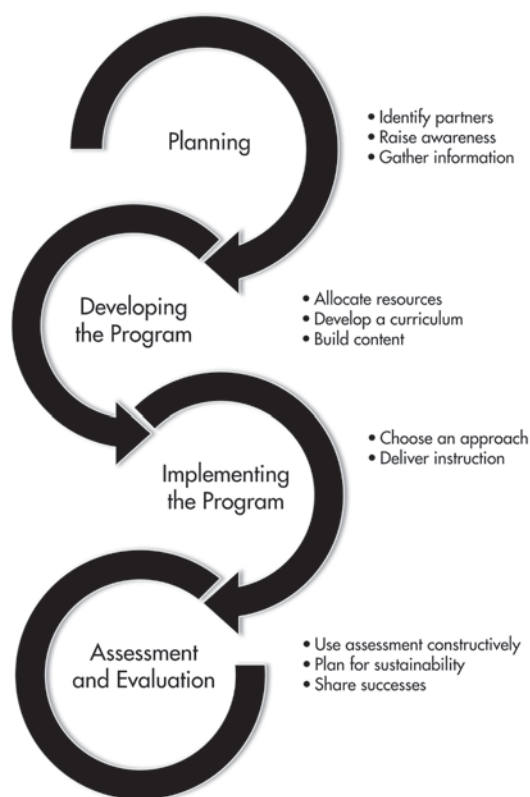 Planning
• Identify partners
• Raise awareness
• Gather information
Developing
the Program
• Allocate resources
• Develop a curriculum
• Build content
Implementing
the Program
• Choose an approach
• Deliver instruction
Assessment
and Evaluation
• Use assessment constructively
• Plan for sustainability
• Share successes